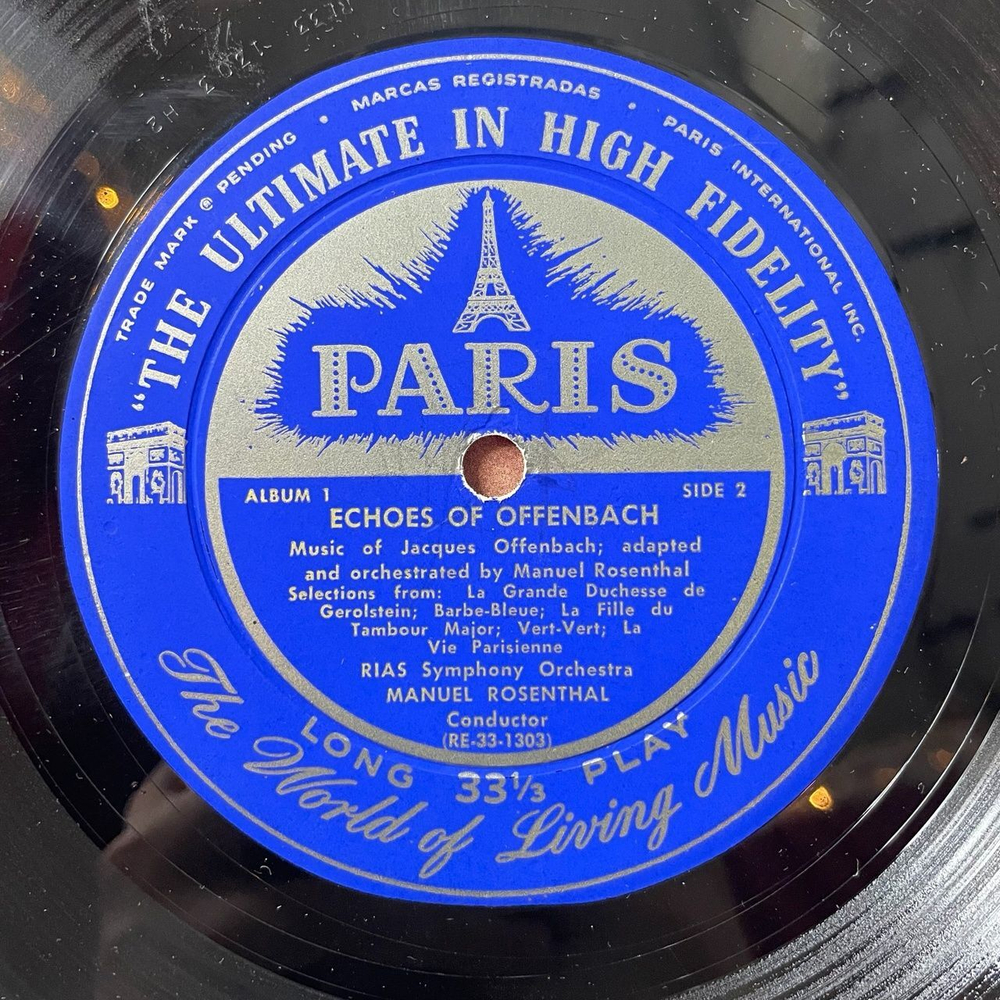 TRADE MARK ® PENDING • MARCAS REGISTRADAS • PARIS INTERNATIONAL INC.
“THE ULTIMATE IN HIGH FIDELITY”
PARIS
ALBUM 1 SIDE 2
ECHOES OF OFFENBACH
Music of Jacques Offenbach; adapted
and orchestrated by Manuel Rosenthal
Selections from: La Grande Duchesse de
Gerolstein; Barbe-Bleue; La Fille du
Tambour Major; Vert-Vert; La
Vie Parisienne
RIAS Symphony Orchestra
MANUEL ROSENTHAL
Conductor
(RE-33-1303)
LONG 33⅓ PLAY
The World of Living Music